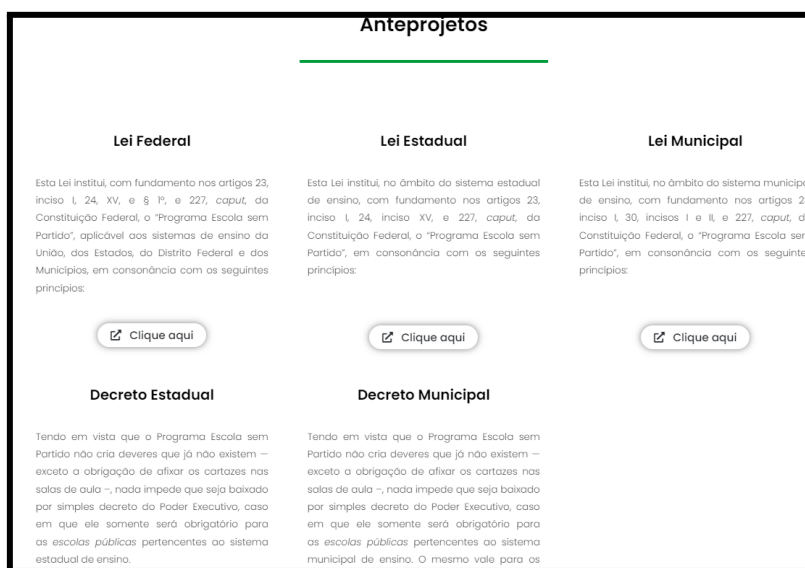 Anteprojetos
Lei Federal
Esta Lei institui, com fundamento nos artigos 23,
inciso I, 24, XV, e § 1º, e 227, caput, da
Constituição Federal, o “Programa Escola sem
Partido”, aplicável aos sistemas de ensino da
União, dos Estados, do Distrito Federal e dos
Municípios, em consonância com os seguintes
princípios:
Clique aqui
Lei Estadual
Esta Lei institui, no âmbito do sistema estadual
de ensino, com fundamento nos artigos 23,
inciso I, 24, inciso XV, e 227, caput, da
Constituição Federal, o “Programa Escola sem
Partido”, em consonância com os seguintes
princípios:
Clique aqui
Lei Municipal
Esta Lei institui, no âmbito do sistema municipa
de ensino, com fundamento nos artigos 2
inciso I, 30, incisos I e II, e 227, caput, d
Constituição Federal, o “Programa Escola ser
Partido”, em consonância com os seguinte
princípios:
Clique aqui
Decreto Estadual
Tendo em vista que o Programa Escola sem
Partido não cria deveres que já não existem —
exceto a obrigação de afixar os cartazes nas
salas de aula –, nada impede que seja baixado
por simples decreto do Poder Executivo, caso
em que ele somente será obrigatório para
as escolas públicas pertencentes ao sistema
estadual de ensino.
Decreto Municipal
Tendo em vista que o Programa Escola sem
Partido não cria deveres que já não existem —
exceto a obrigação de afixar os cartazes nas
salas de aula –, nada impede que seja baixado
por simples decreto do Poder Executivo, caso
em que ele somente será obrigatório para
as escolas públicas pertencentes ao sistema
municipal de ensino. O mesmo vale para os